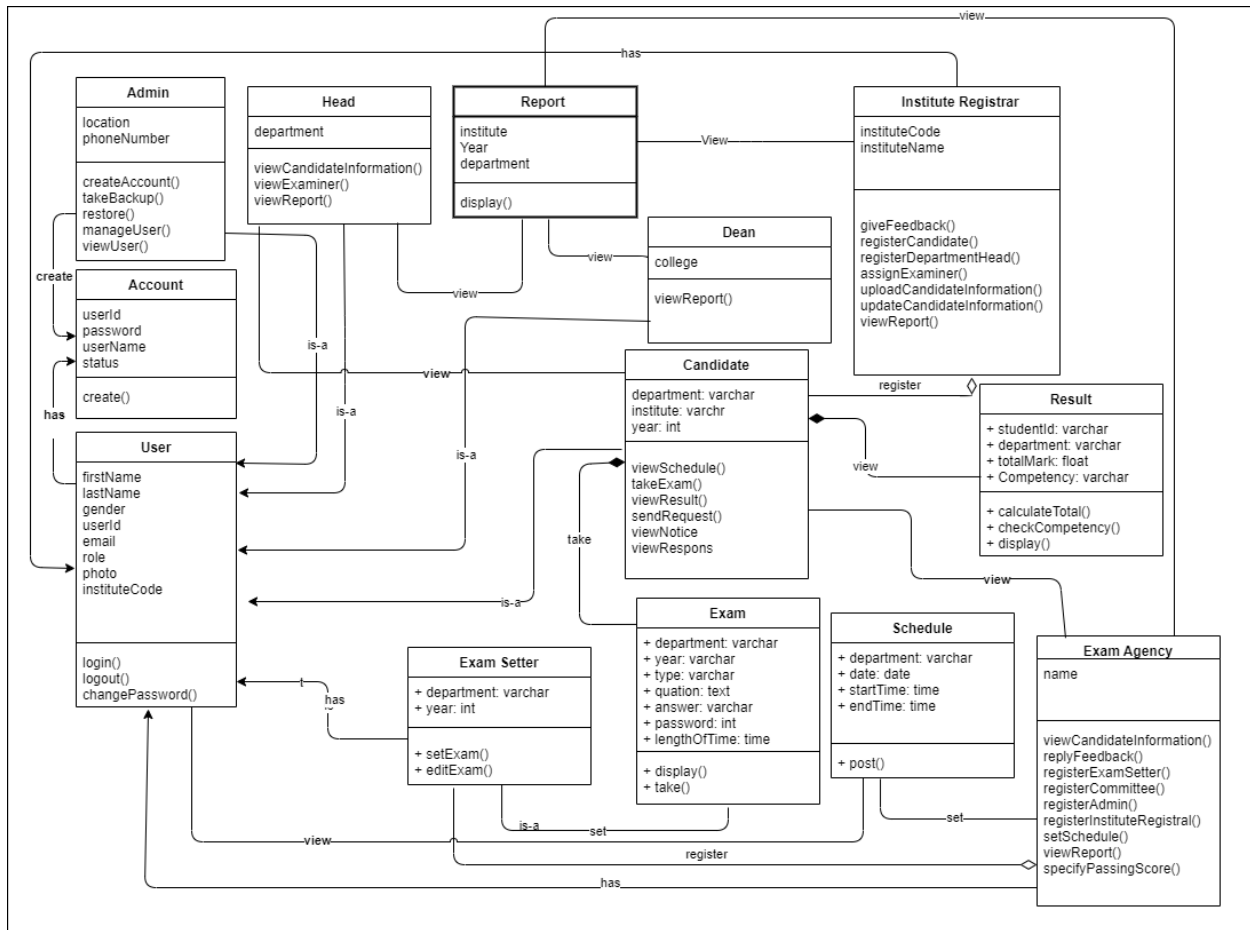 view
has
Admin
location
phoneNumber
createAccount()
takeBackup()
restore()
manageUser()
viewUser()
Head
department
viewCandidateInformation()
viewExaminer()
viewReport()
Report
institute
Year
department
display()
View
Institute Registrar
instituteCode
instituteName
giveFeedback()
registerCandidate()
registerDepartmentHead()
assignExaminer()
uploadCandidateInformation()
updateCandidateInformation()
viewReport()
Dean
college
viewReport()
view
view
create
Account
userId
password
userName
status
create()
is-a
view
is-a
is-a
has
Candidate
department: varchar
institute: varchr
year: int
viewSchedule()
takeExam()
viewResult()
sendRequest()
viewNotice
viewRespons
register
Result
+ studentId: varchar
+ department: varchar
+ totalMark: float
+ Competency: varchar
+ calculateTotal()
+ checkCompetency()
+ display()
view
User
firstName
lastName
gender
userId
email
role
photo
instituteCode
login()
logout()
changePassword()
take
view
is-a
Exam Setter
+ department: varchar
+ year: int
+ setExam()
+ editExam()
t
has
Exam
+ department: varchar
+ year: varchar
+ type: varchar
+ quation: text
+ answer: varchar
+ password: int
+ lengthOfTime: time
+ display()
+ take()
Schedule
+ department: varchar
+ date: date
+ startTime: time
+ endTime: time
+ post()
Exam Agency
name
viewCandidateInformation()
replyFeedback()
registerExamSetter()
registerCommittee()
registerAdmin()
registerInstituteRegistral()
setSchedule()
viewReport()
specifyPassingScore()
set
is-a
set
view
register
has